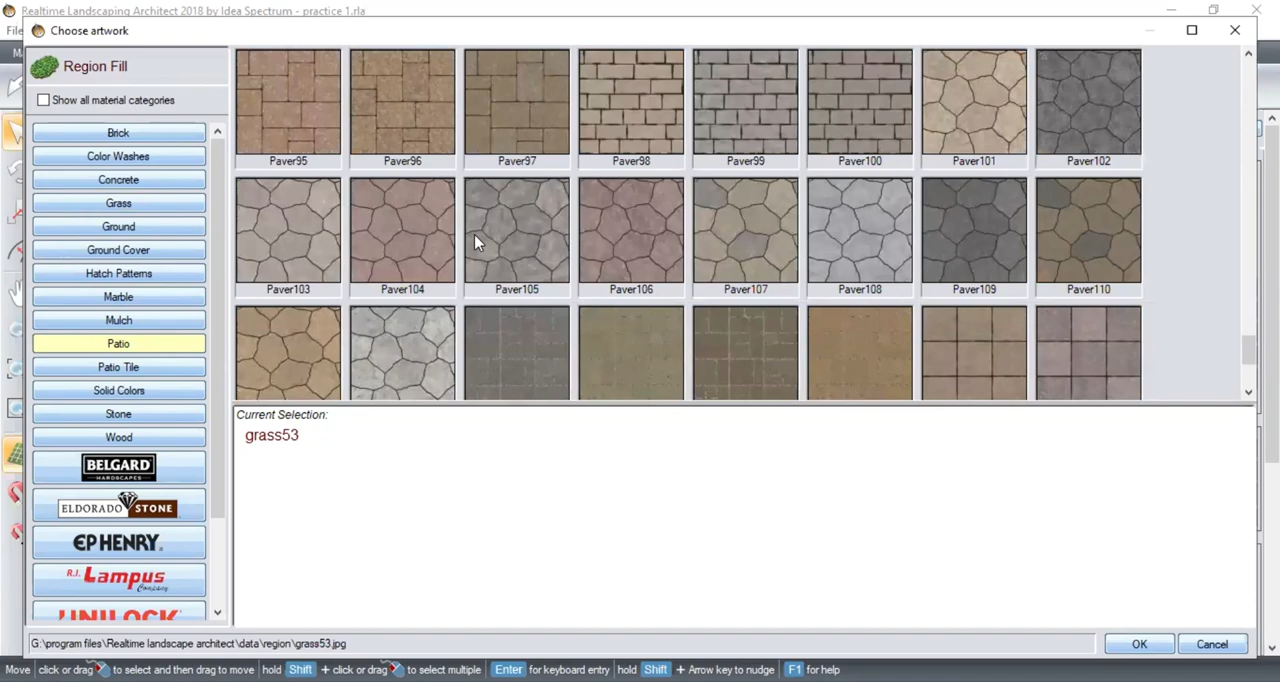 Realtime Landscaping Architect 2018 by Idea Spectrum - practice 1.rla
File
Choose artwork
Region Fill
Show all material categories
Brick
Color Washes
Concrete
Grass
Ground
Ground Cover
Hatch Patterns
Marble
Mulch
Patio
Patio Tile
Solid Colors
Stone
Wood
BELGARD
HARDSCAPES
ELDORADO STONE
EP HENRY
R.I. Lampus Company
UNILOCK
Paver95 Paver96 Paver97 Paver98 Paver99 Paver100 Paver101 Paver102
Paver103 Paver104 Paver105 Paver106 Paver107 Paver108 Paver109 Paver110
Current Selection:
grass53
G:\program files\Realtime landscape architect\data\region\grass53.jpg
OK Cancel
Move click or drag to select and then drag to move hold Shift + click or drag to select multiple Enter for keyboard entry hold Shift + Arrow key to nudge F1 for help